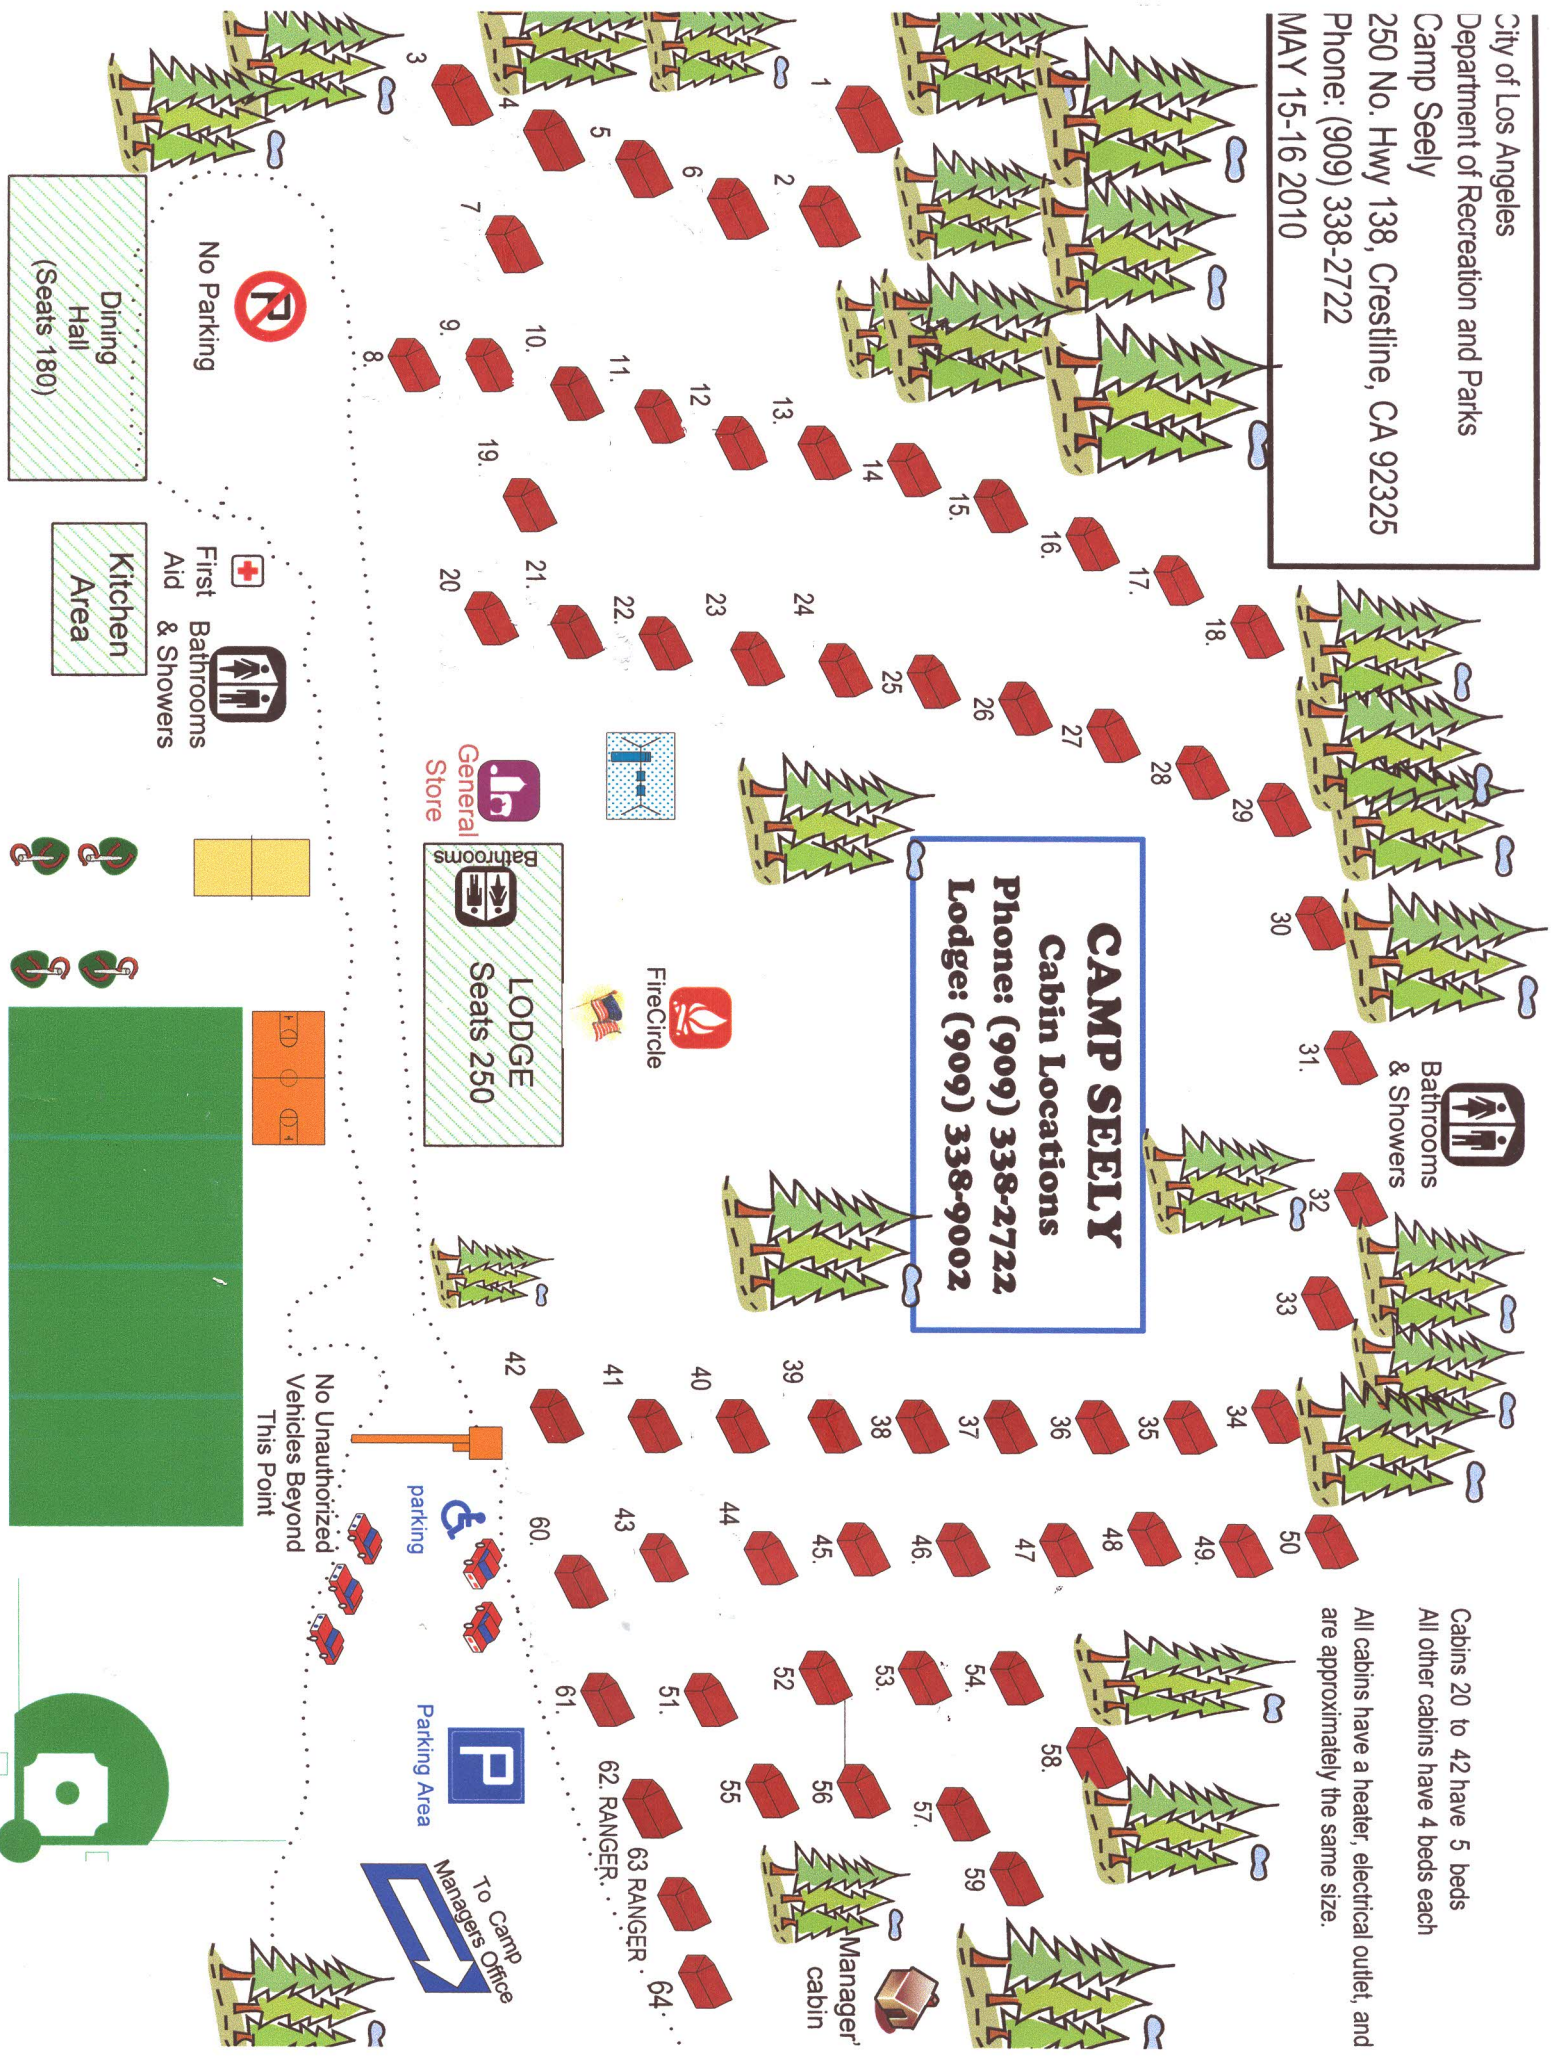 City of Los Angeles
Department of Recreation and Parks
Camp Seely
250 No. Hwy 138, Crestline, CA 92325
Phone: (909) 338-2722
MAY 15-16 2010
Cabins 20 to 42 have 5 beds
All other cabins have 4 beds each
All cabins have a heater, electrical outlet, and
are approximately the same size.
Bathrooms
& Showers
CAMP SEELY
Cabin Locations
Phone: (909) 338-2722
Lodge: (909) 338-9002
1
2
3
4
5
6
7
8.
9.
10.
11.
12
13.
14
15.
16.
17.
18.
19.
20
21.
22.
23
24
25
26
27
28
29
30
31.
32
33
34
35
36
37
38
39
40
41
42
43
44
45.
46.
47
48
49.
50
51.
52
53.
54.
55
56
57.
58.
59
60.
61.
62. RANGER
63 RANGER
64
Manager'
cabin
FireCircle
General
Store
Bathrooms
LODGE
Seats 250
No Parking
P
Dining
Hall
(Seats 180)
First
Aid
Bathrooms
& Showers
Kitchen
Area
No Unauthorized
Vehicles Beyond
This Point
parking
P
Parking Area
To Camp
Managers Office